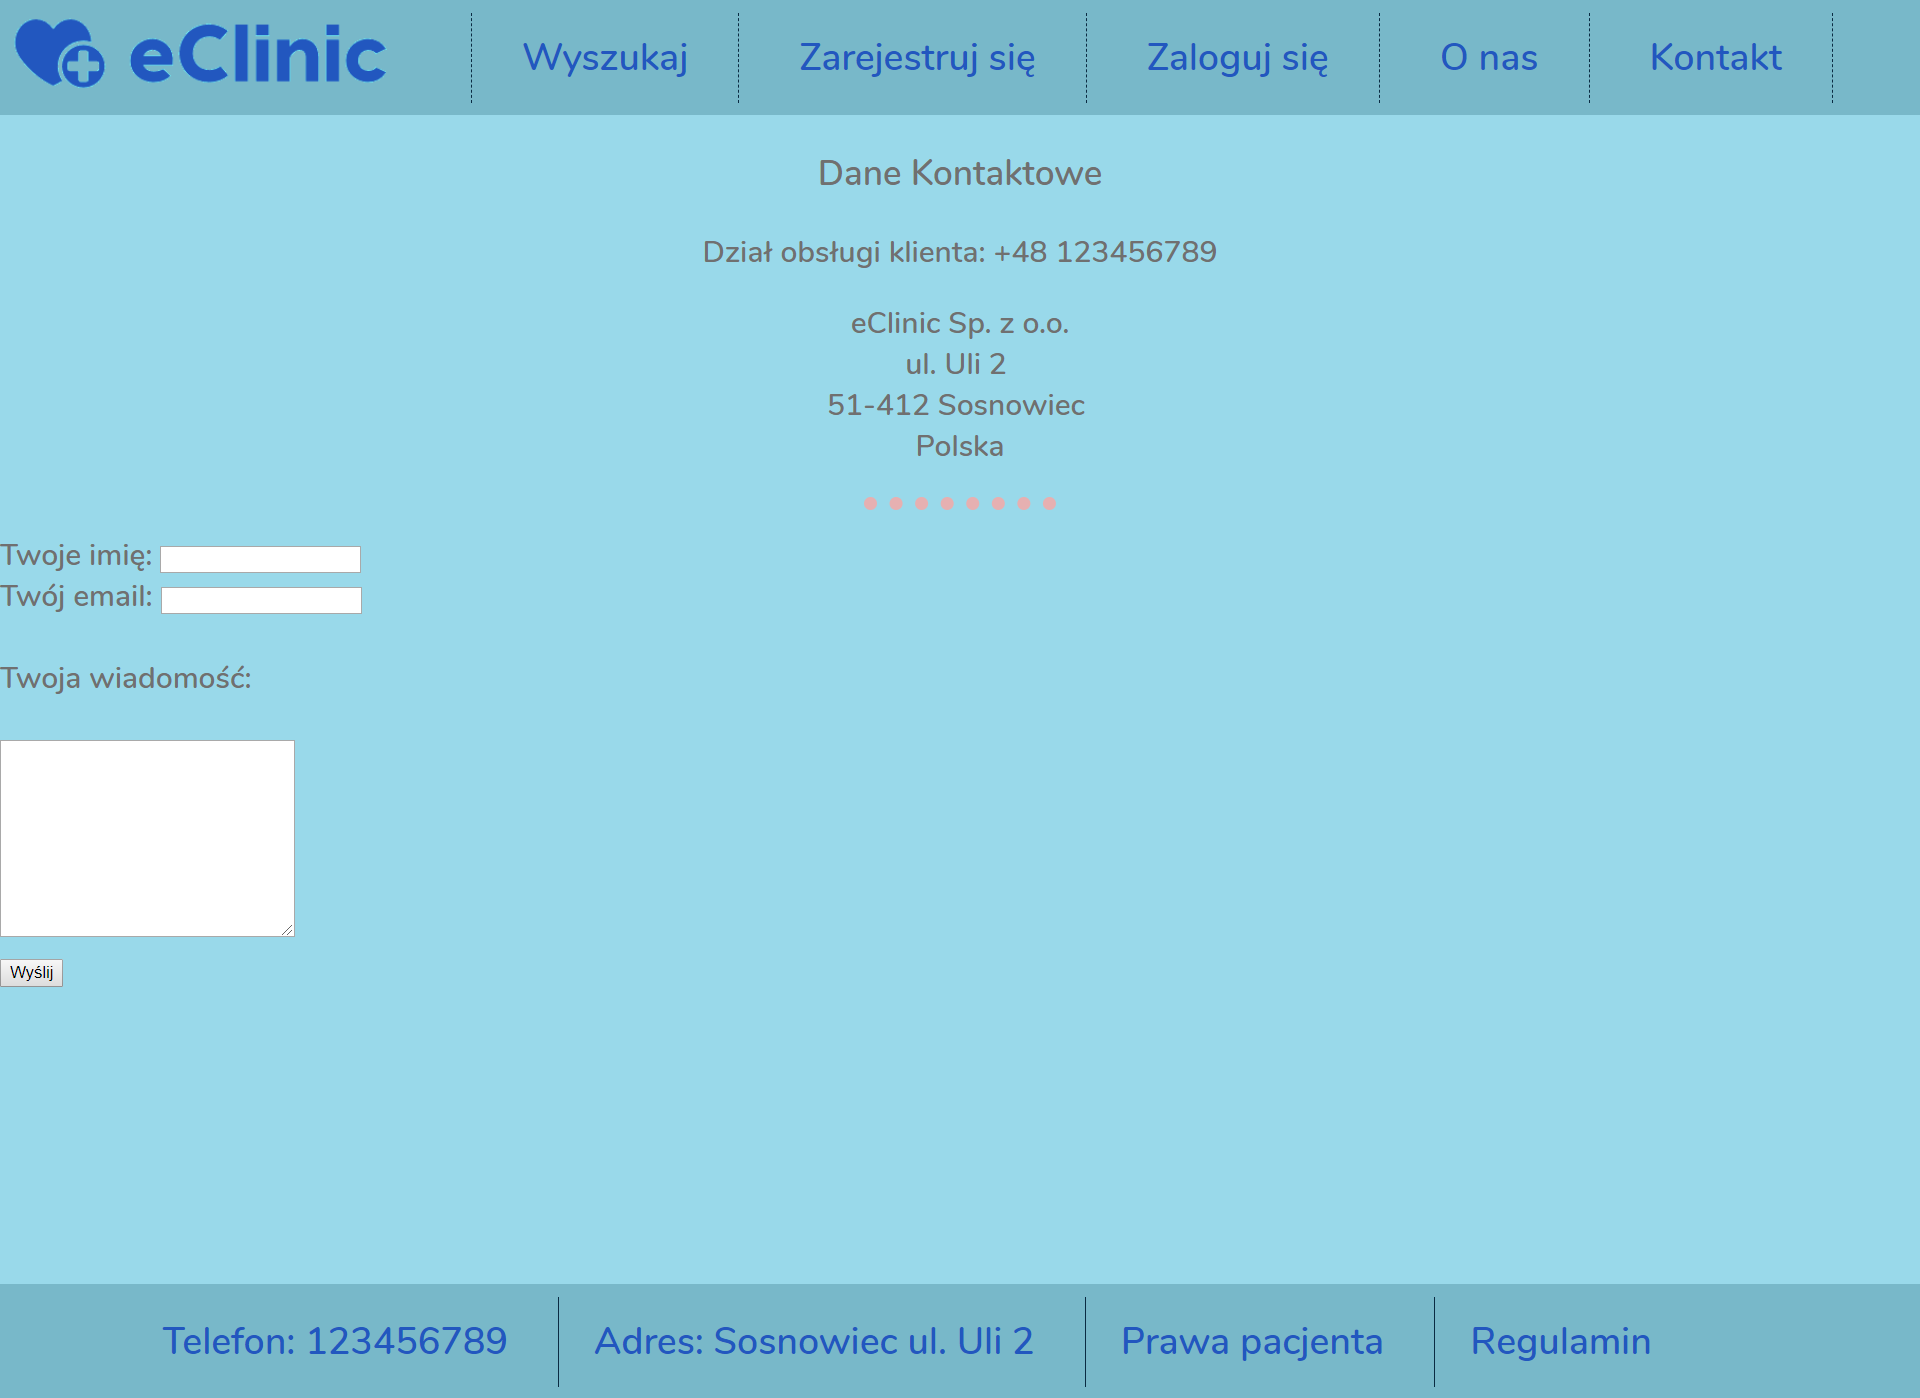 eClinic
Wyszukaj
Zarejestruj się
Zaloguj się
O nas
Kontakt
Dane Kontaktowe
Dział obsługi klienta: +48 123456789
eClinic Sp. z o.o.
ul. Uli 2
51-412 Sosnowiec
Polska
Twoje imię:
Twój email:
Twoja wiadomość:
Wyślij
Telefon: 123456789
Adres: Sosnowiec ul. Uli 2
Prawa pacjenta
Regulamin